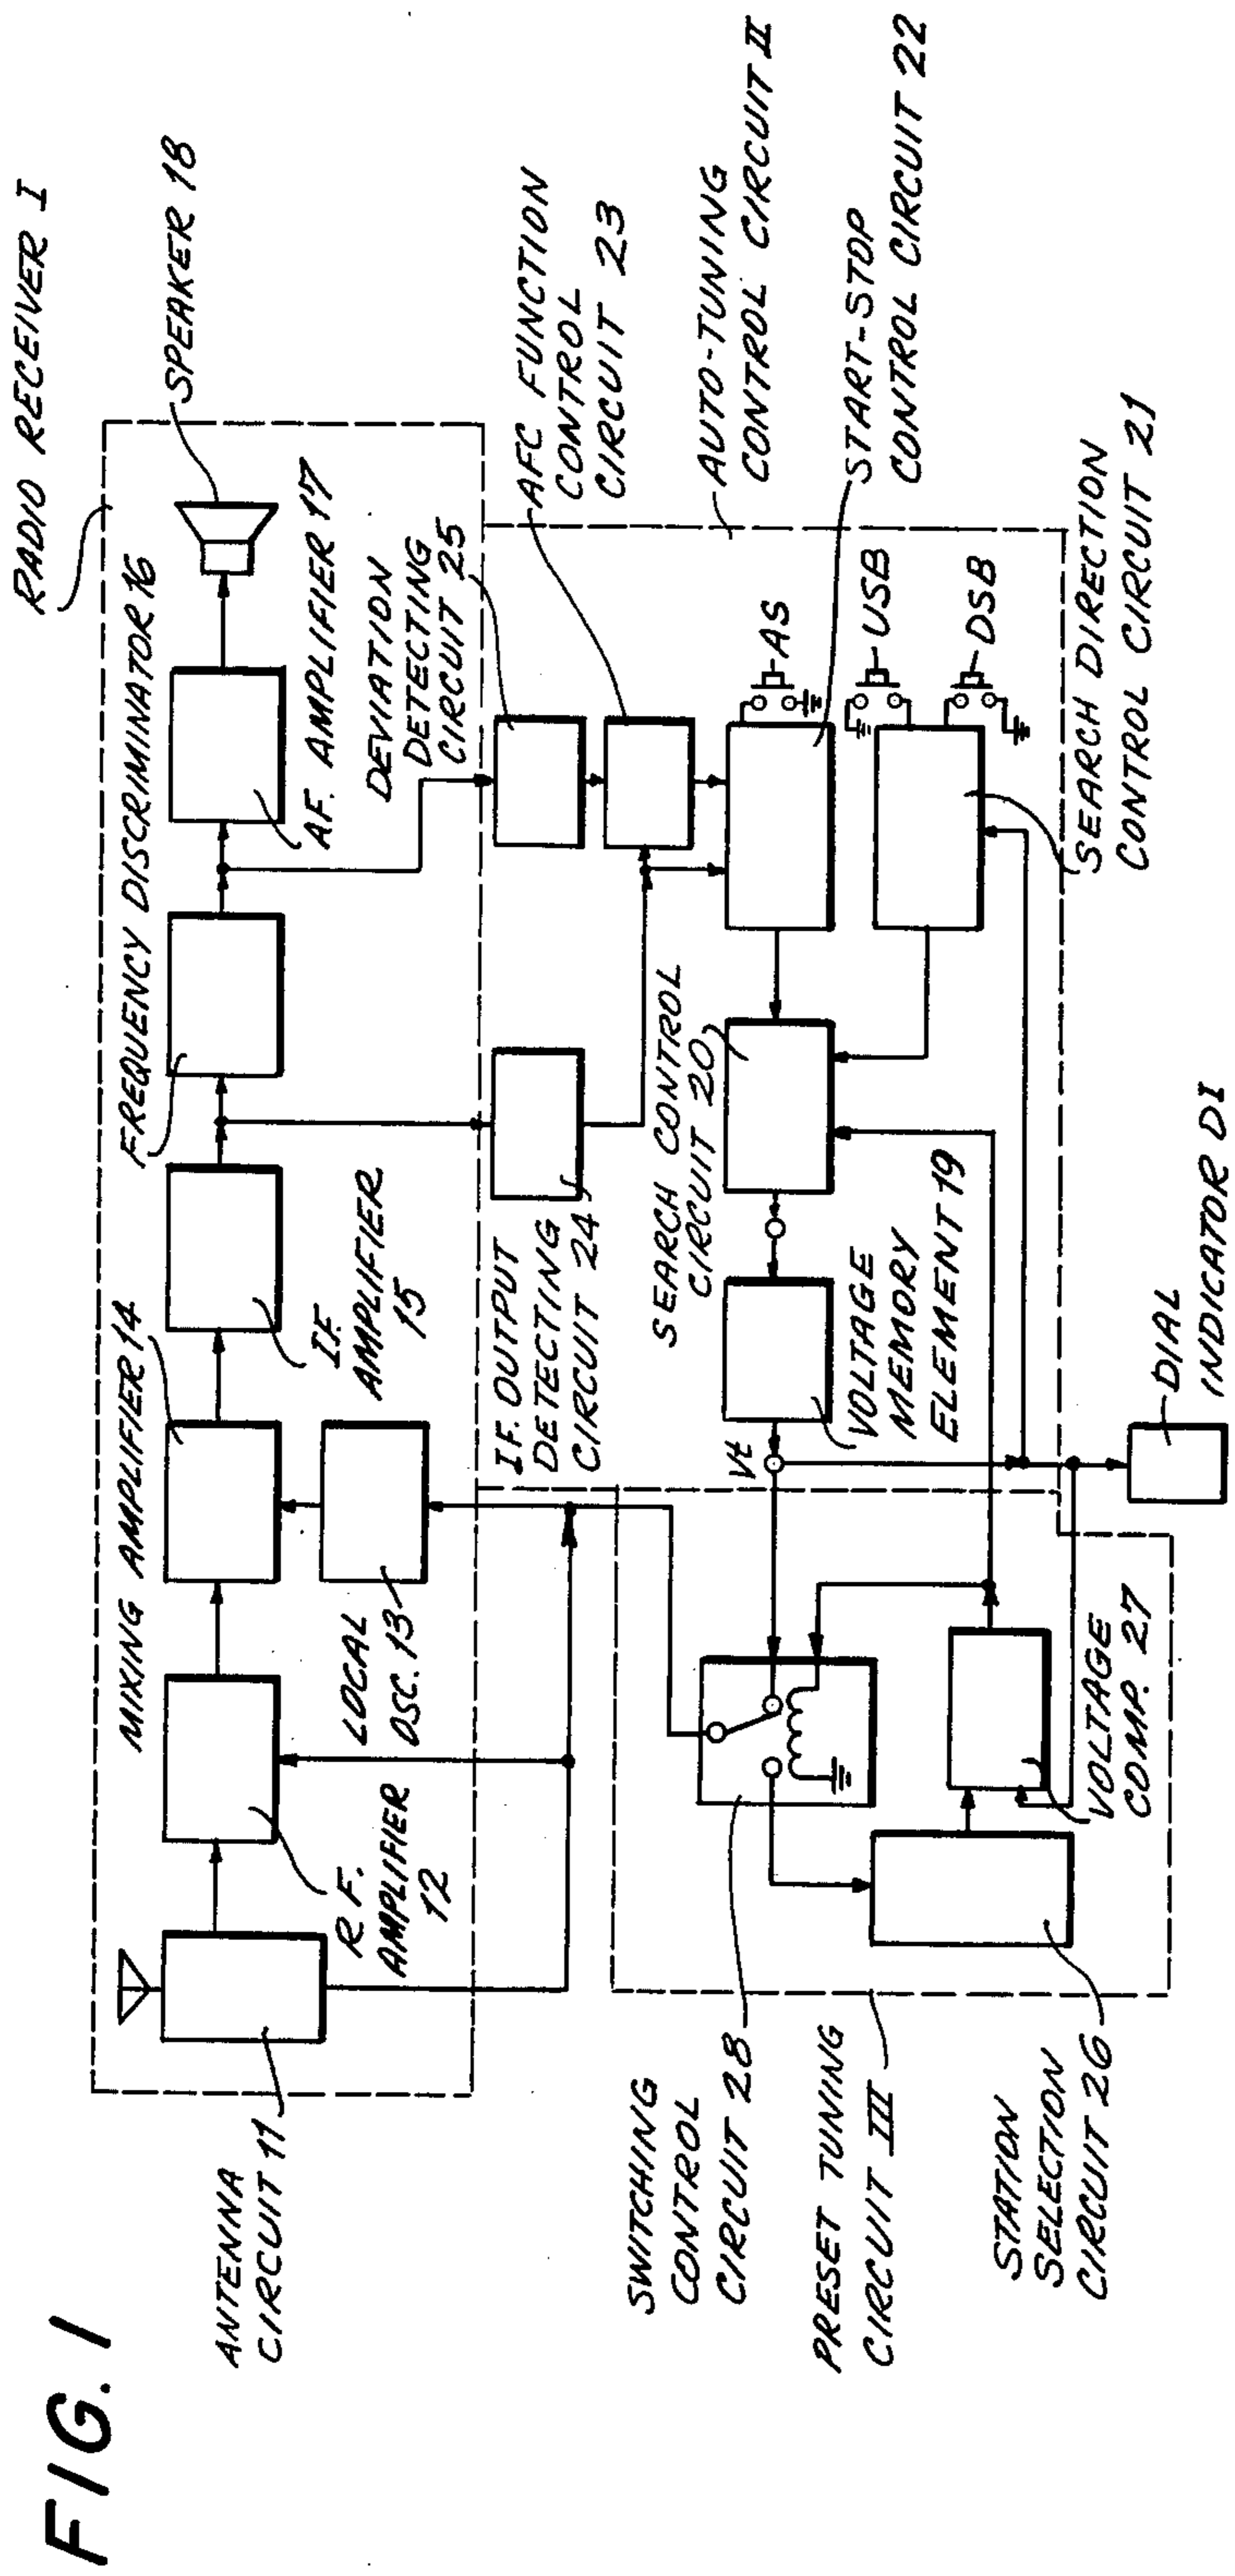 FIG. 1
RADIO RECEIVER I
ANTENNA
CIRCUIT 11
R.F.
AMPLIFIER
12
MIXING AMPLIFIER 14
LOCAL
OSC. 13
I.F.
AMPLIFIER
15
FREQUENCY DISCRIMINATOR 16
A.F. AMPLIFIER 17
SPEAKER 18
I.F. OUTPUT
DETECTING
CIRCUIT 24
DEVIATION
DETECTING
CIRCUIT 25
AFC FUNCTION
CONTROL
CIRCUIT 23
AUTO-TUNING
CONTROL CIRCUIT II
START-STOP
CONTROL CIRCUIT 22
SEARCH CONTROL
CIRCUIT 20
AS
USB
DSB
SEARCH DIRECTION
CONTROL CIRCUIT 21
Vt
VOLTAGE
MEMORY
ELEMENT 19
SWITCHING
CONTROL
CIRCUIT 28
PRESET TUNING
CIRCUIT III
STATION
SELECTION
CIRCUIT 26
VOLTAGE
COMP. 27
DIAL
INDICATOR DI